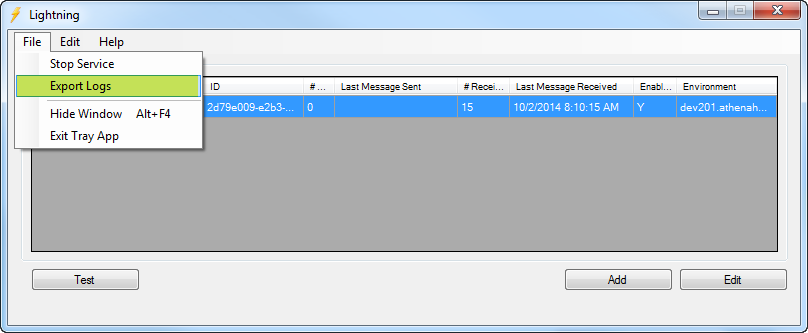 Lightning
File Edit Help
Stop Service
Export Logs
Hide Window Alt+F4
Exit Tray App
ID # ... Last Message Sent # Recei... Last Message Received Enabl... Environment
2d79e009-e2b3-... 0 15 10/2/2014 8:10:15 AM Y dev201.athenah...
Test Add Edit